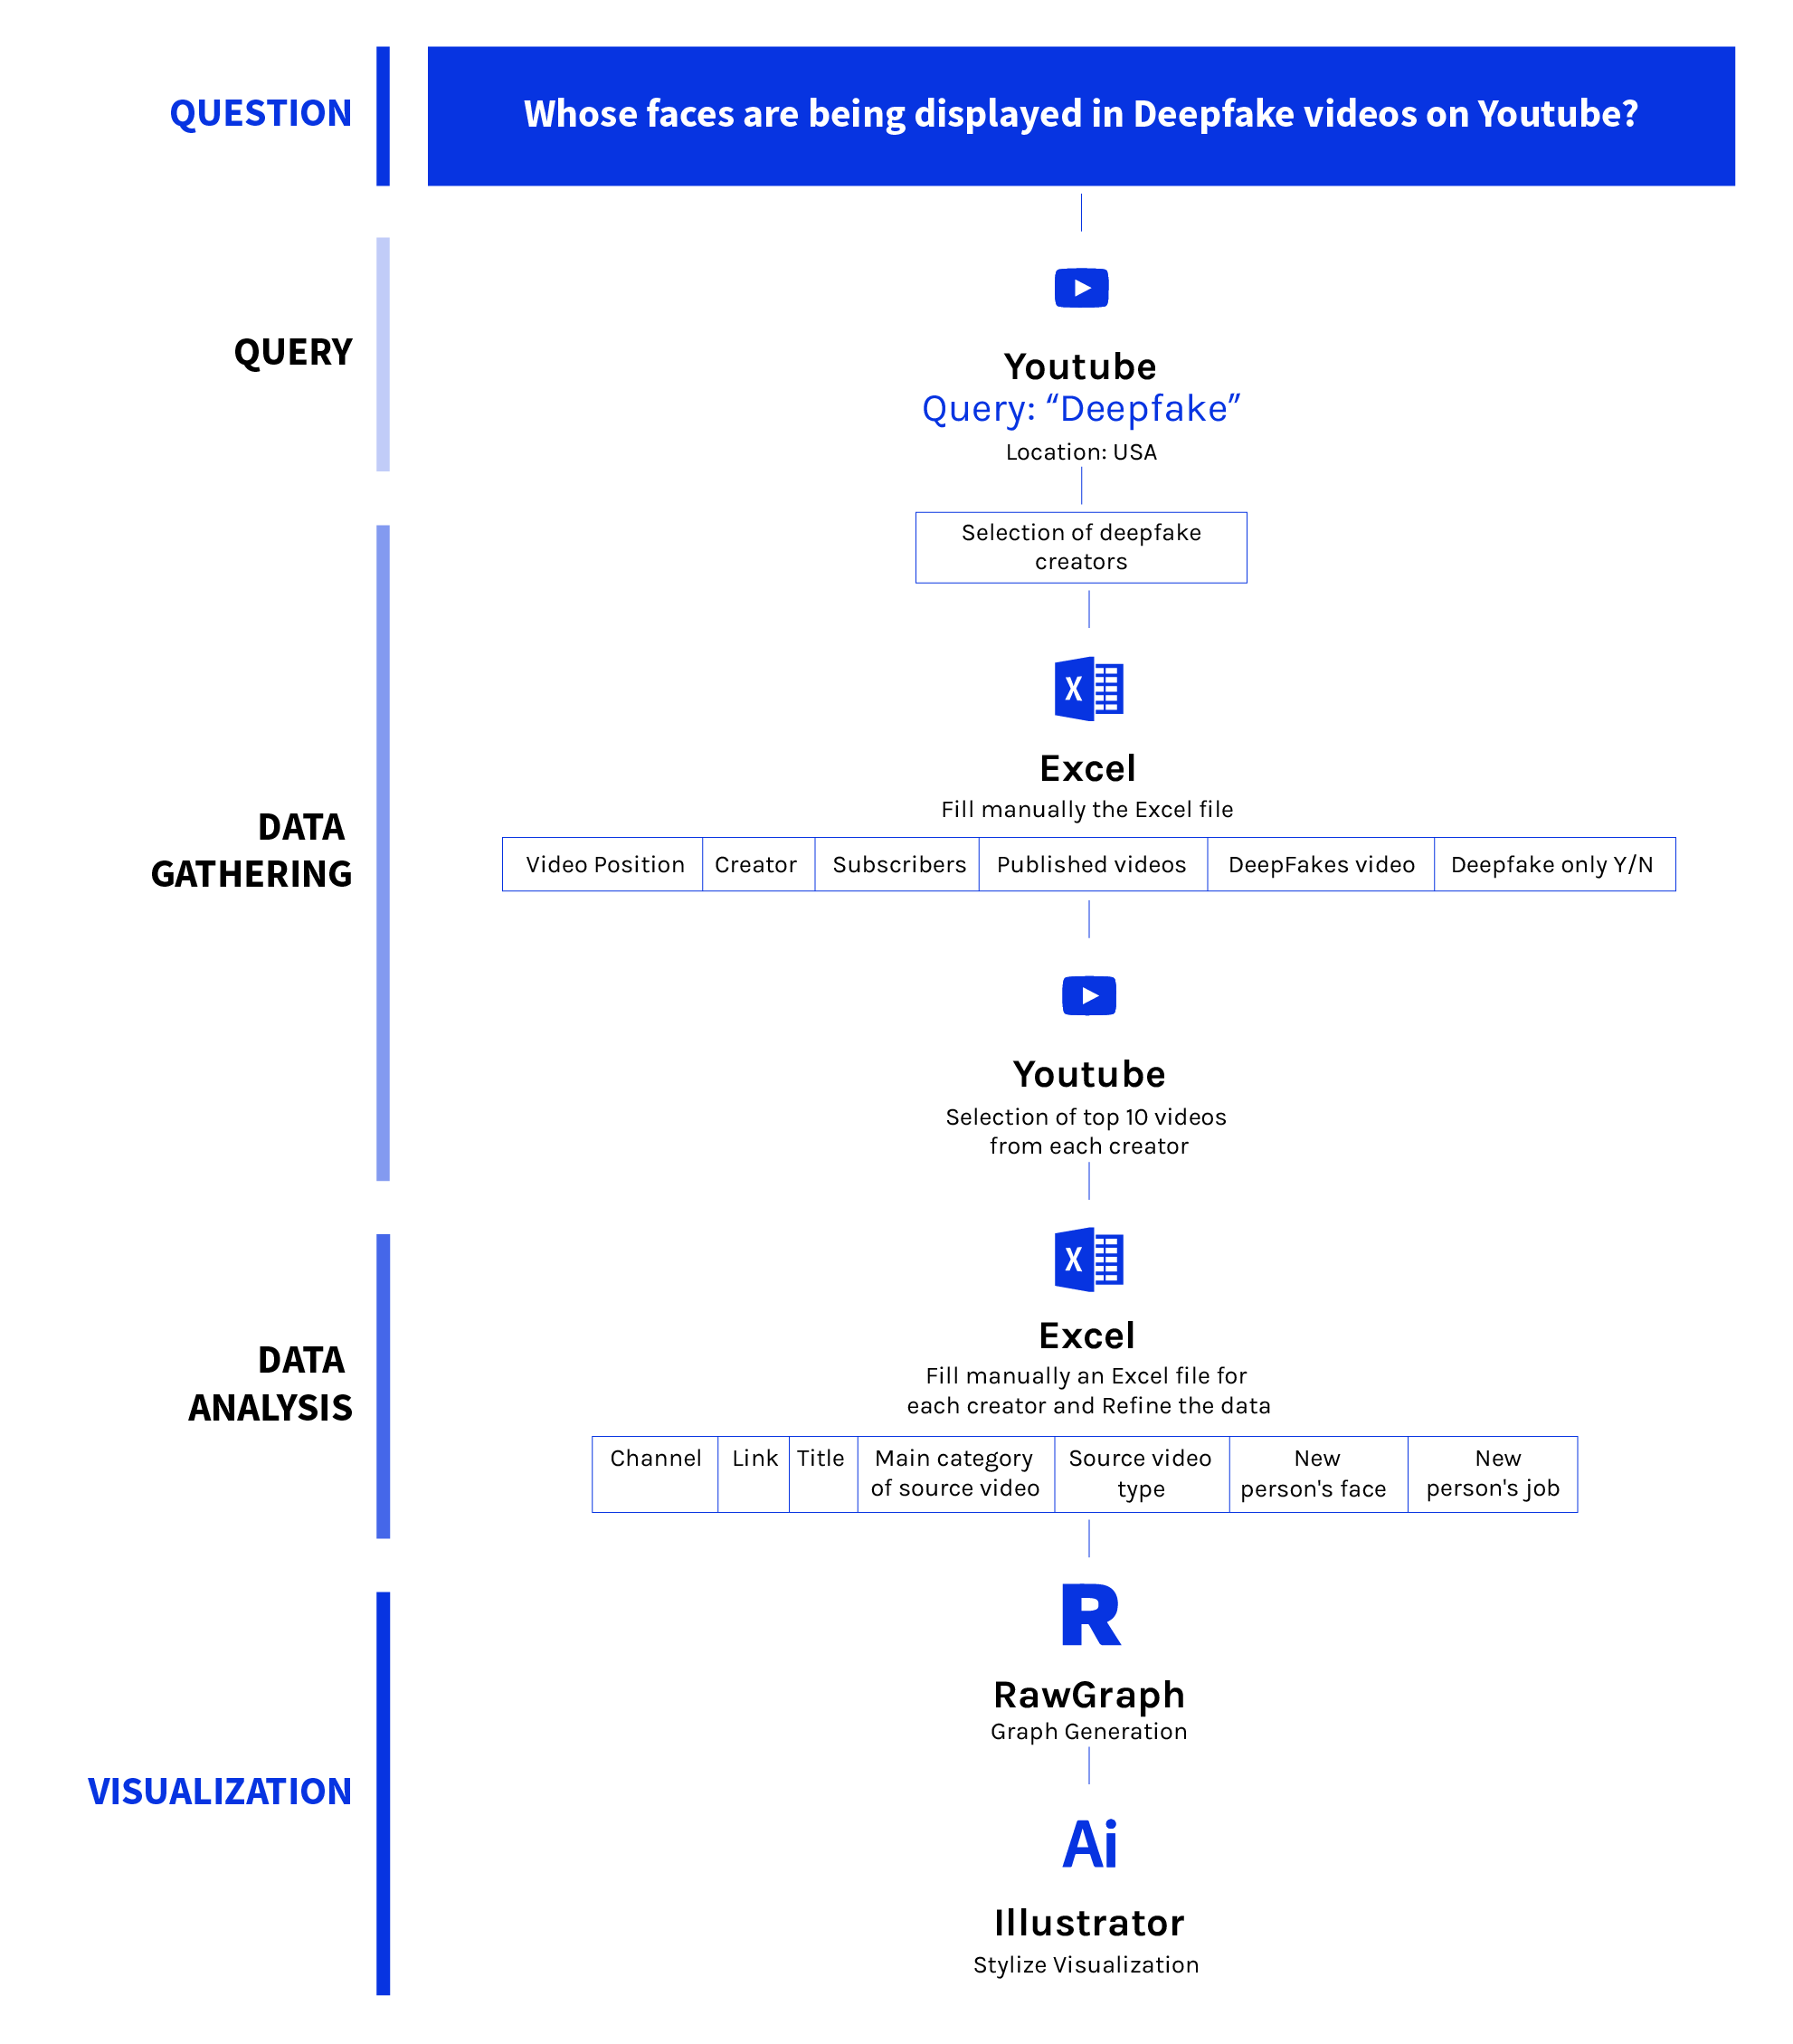 QUESTION
Whose faces are being displayed in Deepfake videos on Youtube?
QUERY
Youtube
Query: “Deepfake”
Location: USA
Selection of deepfake
creators
DATA
GATHERING
X
Excel
Fill manually the Excel file
Video Position Creator Subscribers Published videos DeepFakes video Deepfake only Y/N
Youtube
Selection of top 10 videos
from each creator
DATA
ANALYSIS
X
Excel
Fill manually an Excel file for
each creator and Refine the data
Channel Link Title Main category Source video New New
of source video type person's face person's job
VISUALIZATION
R
RawGraph
Graph Generation
Ai
Illustrator
Stylize Visualization